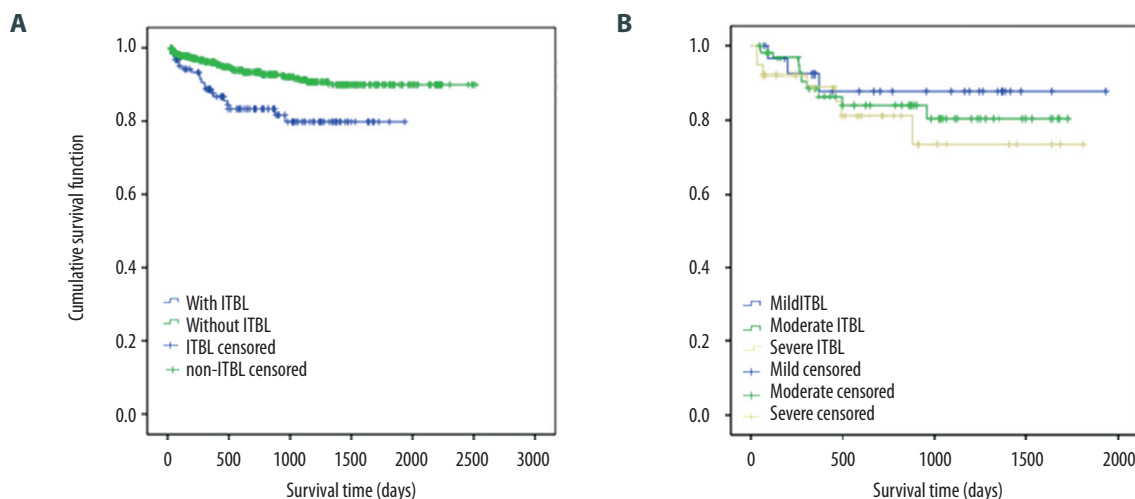 A
Cumulative survival function
1.0
0.8
0.6
0.4
0.2
0.0
With ITBL
Without ITBL
ITBL censored
non-ITBL censored
0 500 1000 1500 2000 2500 3000
Survival time (days)
B
1.0
0.8
0.6
0.4
0.2
0.0
MildITBL
Moderate ITBL
Severe ITBL
Mild censored
Moderate censored
Severe censored
0 500 1000 1500 2000
Survival time (days)